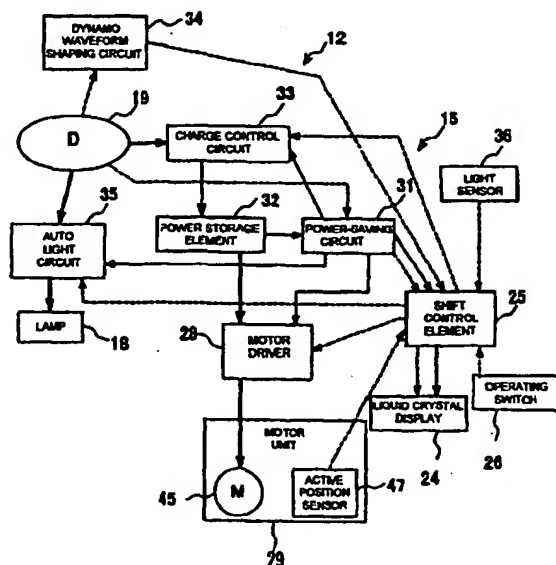 34
DYNAMO
WAVEFORM
SHAPING CIRCUIT
12
19
33
D
CHARGE CONTROL
CIRCUIT
15
36
LIGHT
SENSOR
35
32
31
AUTO
LIGHT
CIRCUIT
POWER STORAGE
ELEMENT
POWER-SAVING
CIRCUIT
SHIFT
CONTROL
ELEMENT
25
LAMP
18
28
MOTOR
DRIVER
LIQUID CRYSTAL
DISPLAY
24
OPERATING
SWITCH
26
MOTOR
UNIT
45
M
ACTIVE
POSITION
SENSOR
47
29